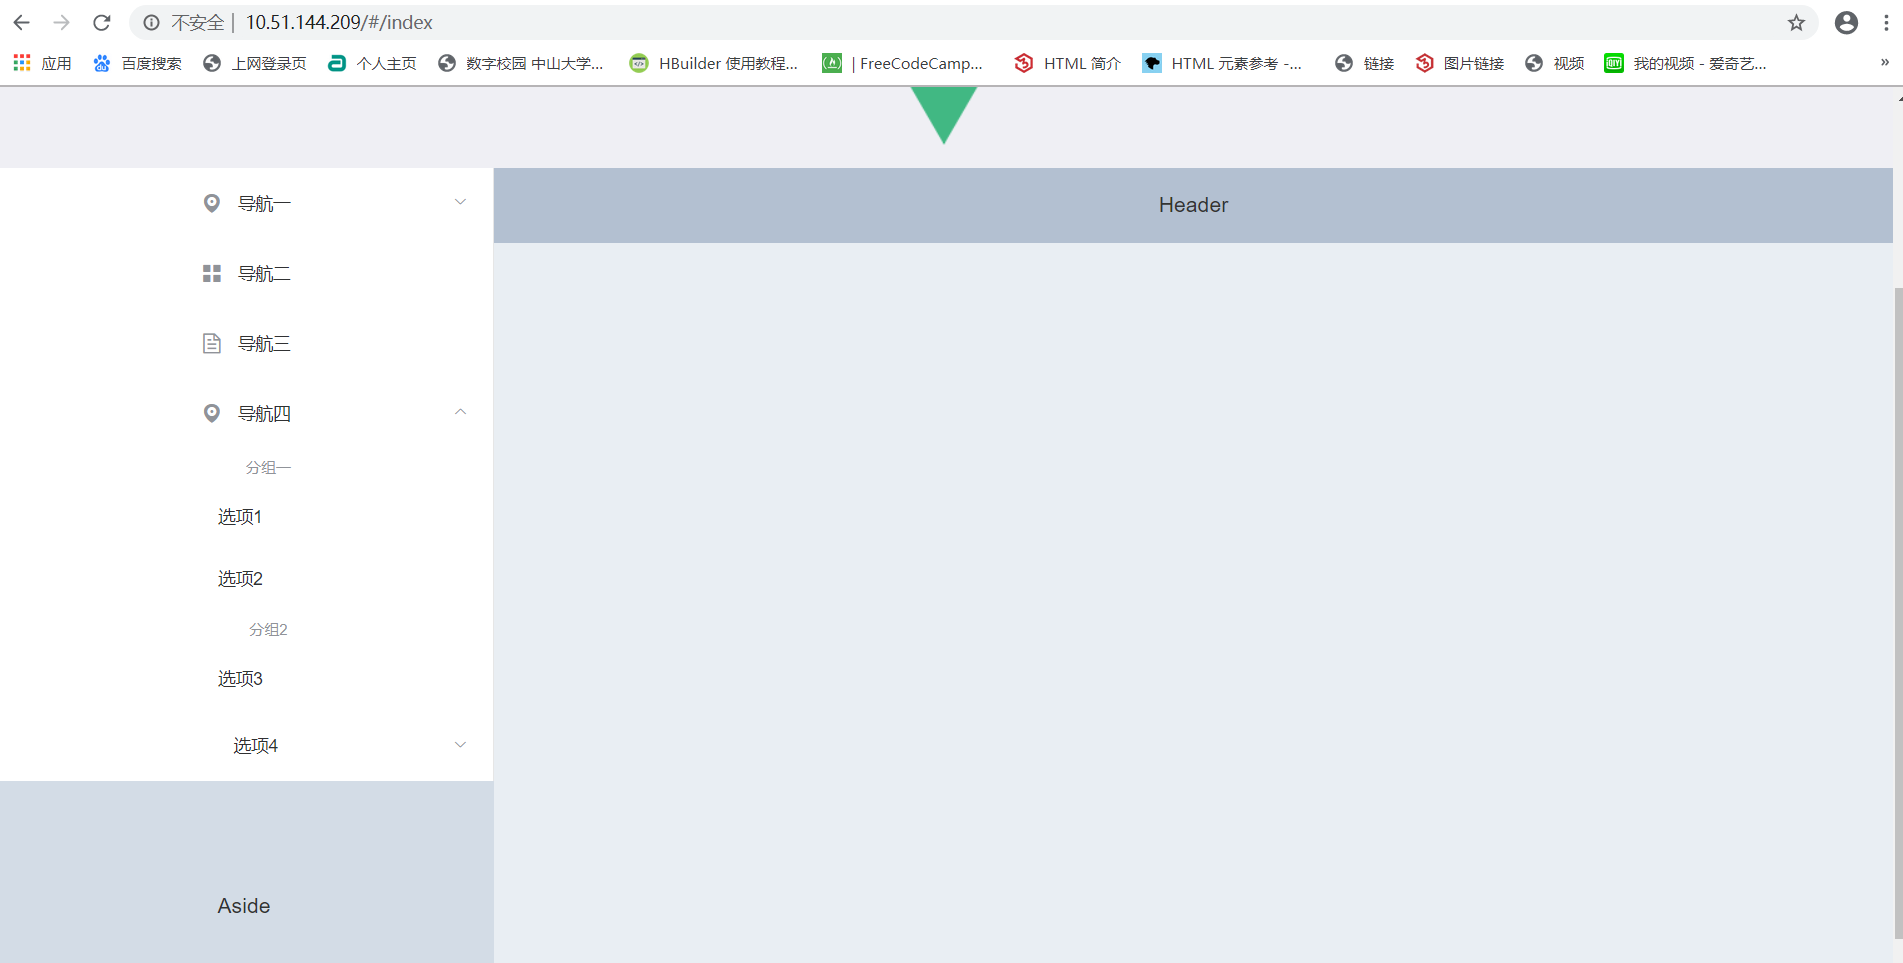 不安全 | 10.51.144.209/#/index
应用 百度搜索 上网登录页 个人主页 数字校园 中山大学... HBuilder 使用教程... | FreeCodeCamp... HTML 简介 HTML 元素参考 -... 链接 图片链接 视频 我的视频 - 爱奇艺... »
导航一
导航二
导航三
导航四
分组一
选项1
选项2
分组2
选项3
选项4
Aside
Header